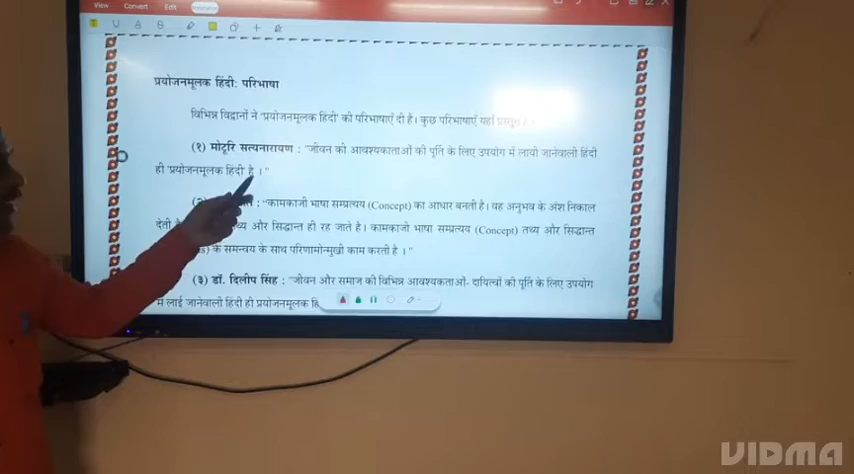 View Convert Edit
प्रयोजनमूलक हिंदी: परिभाषा
विभिन्न विद्वानों ने 'प्रयोजनमूलक हिंदी' की परिभाषाएँ दी हैं। कुछ परिभाषाएँ यहाँ प्रस्तुत
(१) मोटूरि सत्यनारायण : "जीवन की आवश्यकताओं की पूर्ति के लिए उपयोग में लायी जानेवाली हिंदी
ही 'प्रयोजनमूलक हिंदी है ।"
: "कामकाजी भाषा सम्प्रत्यय (Concept) का आधार बनती है। वह अनुभव के अंश निकाल
देती तथ्य और सिद्धान्त ही रह जाते है। कामकाजी भाषा सम्प्रत्यय (Concept) तथ्य और सिद्धान्त
के समन्वय के साथ परिणामोन्मुखी काम करती है ।"
(३) डॉ. दिलीप सिंह : "जीवन और समाज की विभिन्न आवश्यकताओं- दायित्वों की पूर्ति के लिए उपयोग
में लाई जानेवाली हिंदी ही प्रयोजनमूलक
VIDMA